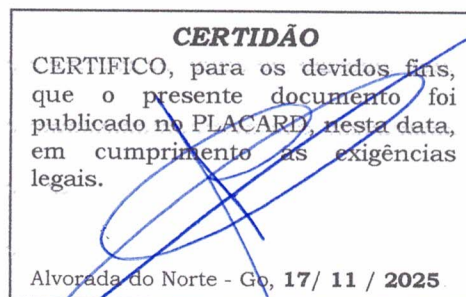 CERTIDÃO
CERTIFICO, para os devidos fins,
que o presente documento foi
publicado no PLACARD, nesta data,
em cumprimento as exigências
legais.
Alvorada do Norte - Go, 17/ 11 / 2025